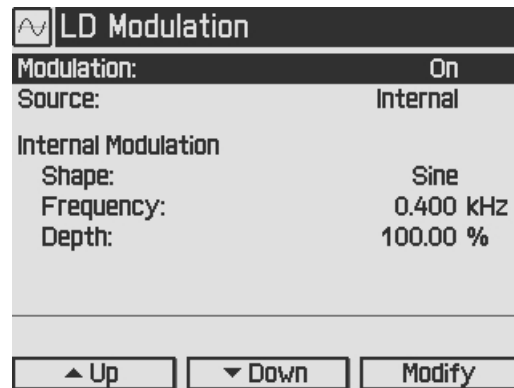 LD Modulation
Modulation: On
Source: Internal
Internal Modulation
Shape: Sine
Frequency: 0.400 kHz
Depth: 100.00 %
▲ Up ▼ Down Modify